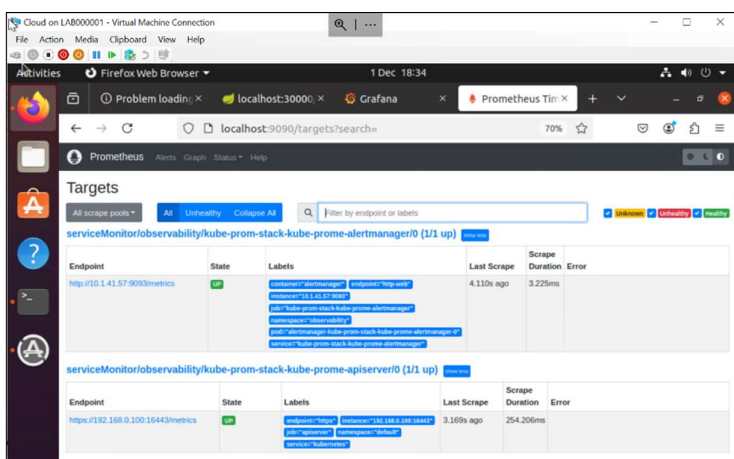 Cloud on LAB000001 - Virtual Machine Connection
File Action Media Clipboard View Help
Activities Firefox Web Browser 1 Dec 18:34
Problem loading localhost:30000/ Grafana Prometheus Tim
localhost:9090/targets?search= 70%
Prometheus Alerts Graph Status Help
Targets
All scrape pools All Unhealthy Collapse All Filter by endpoint or labels Unknown Unhealthy Healthy
serviceMonitor/observability/kube-prom-stack-kube-prome-alertmanager/0 (1/1 up) show less
Endpoint State Labels Last Scrape Scrape Duration Error
http://10.1.41.57:9093/metrics UP container="alertmanager" endpoint="http-web" 4.110s ago 3.225ms
instance="10.1.41.57:9093"
job="kube-prom-stack-kube-prome-alertmanager"
namespace="observability"
pod="alertmanager-kube-prom-stack-kube-prome-alertmanager-0"
service="kube-prom-stack-kube-prome-alertmanager"
serviceMonitor/observability/kube-prom-stack-kube-prome-apiserver/0 (1/1 up) show less
Endpoint State Labels Last Scrape Scrape Duration Error
https://192.168.0.100:16443/metrics UP endpoint="https" instance="192.168.0.100:16443" 3.169s ago 254.206ms
job="apiserver" namespace="default"
service="kubernetes"